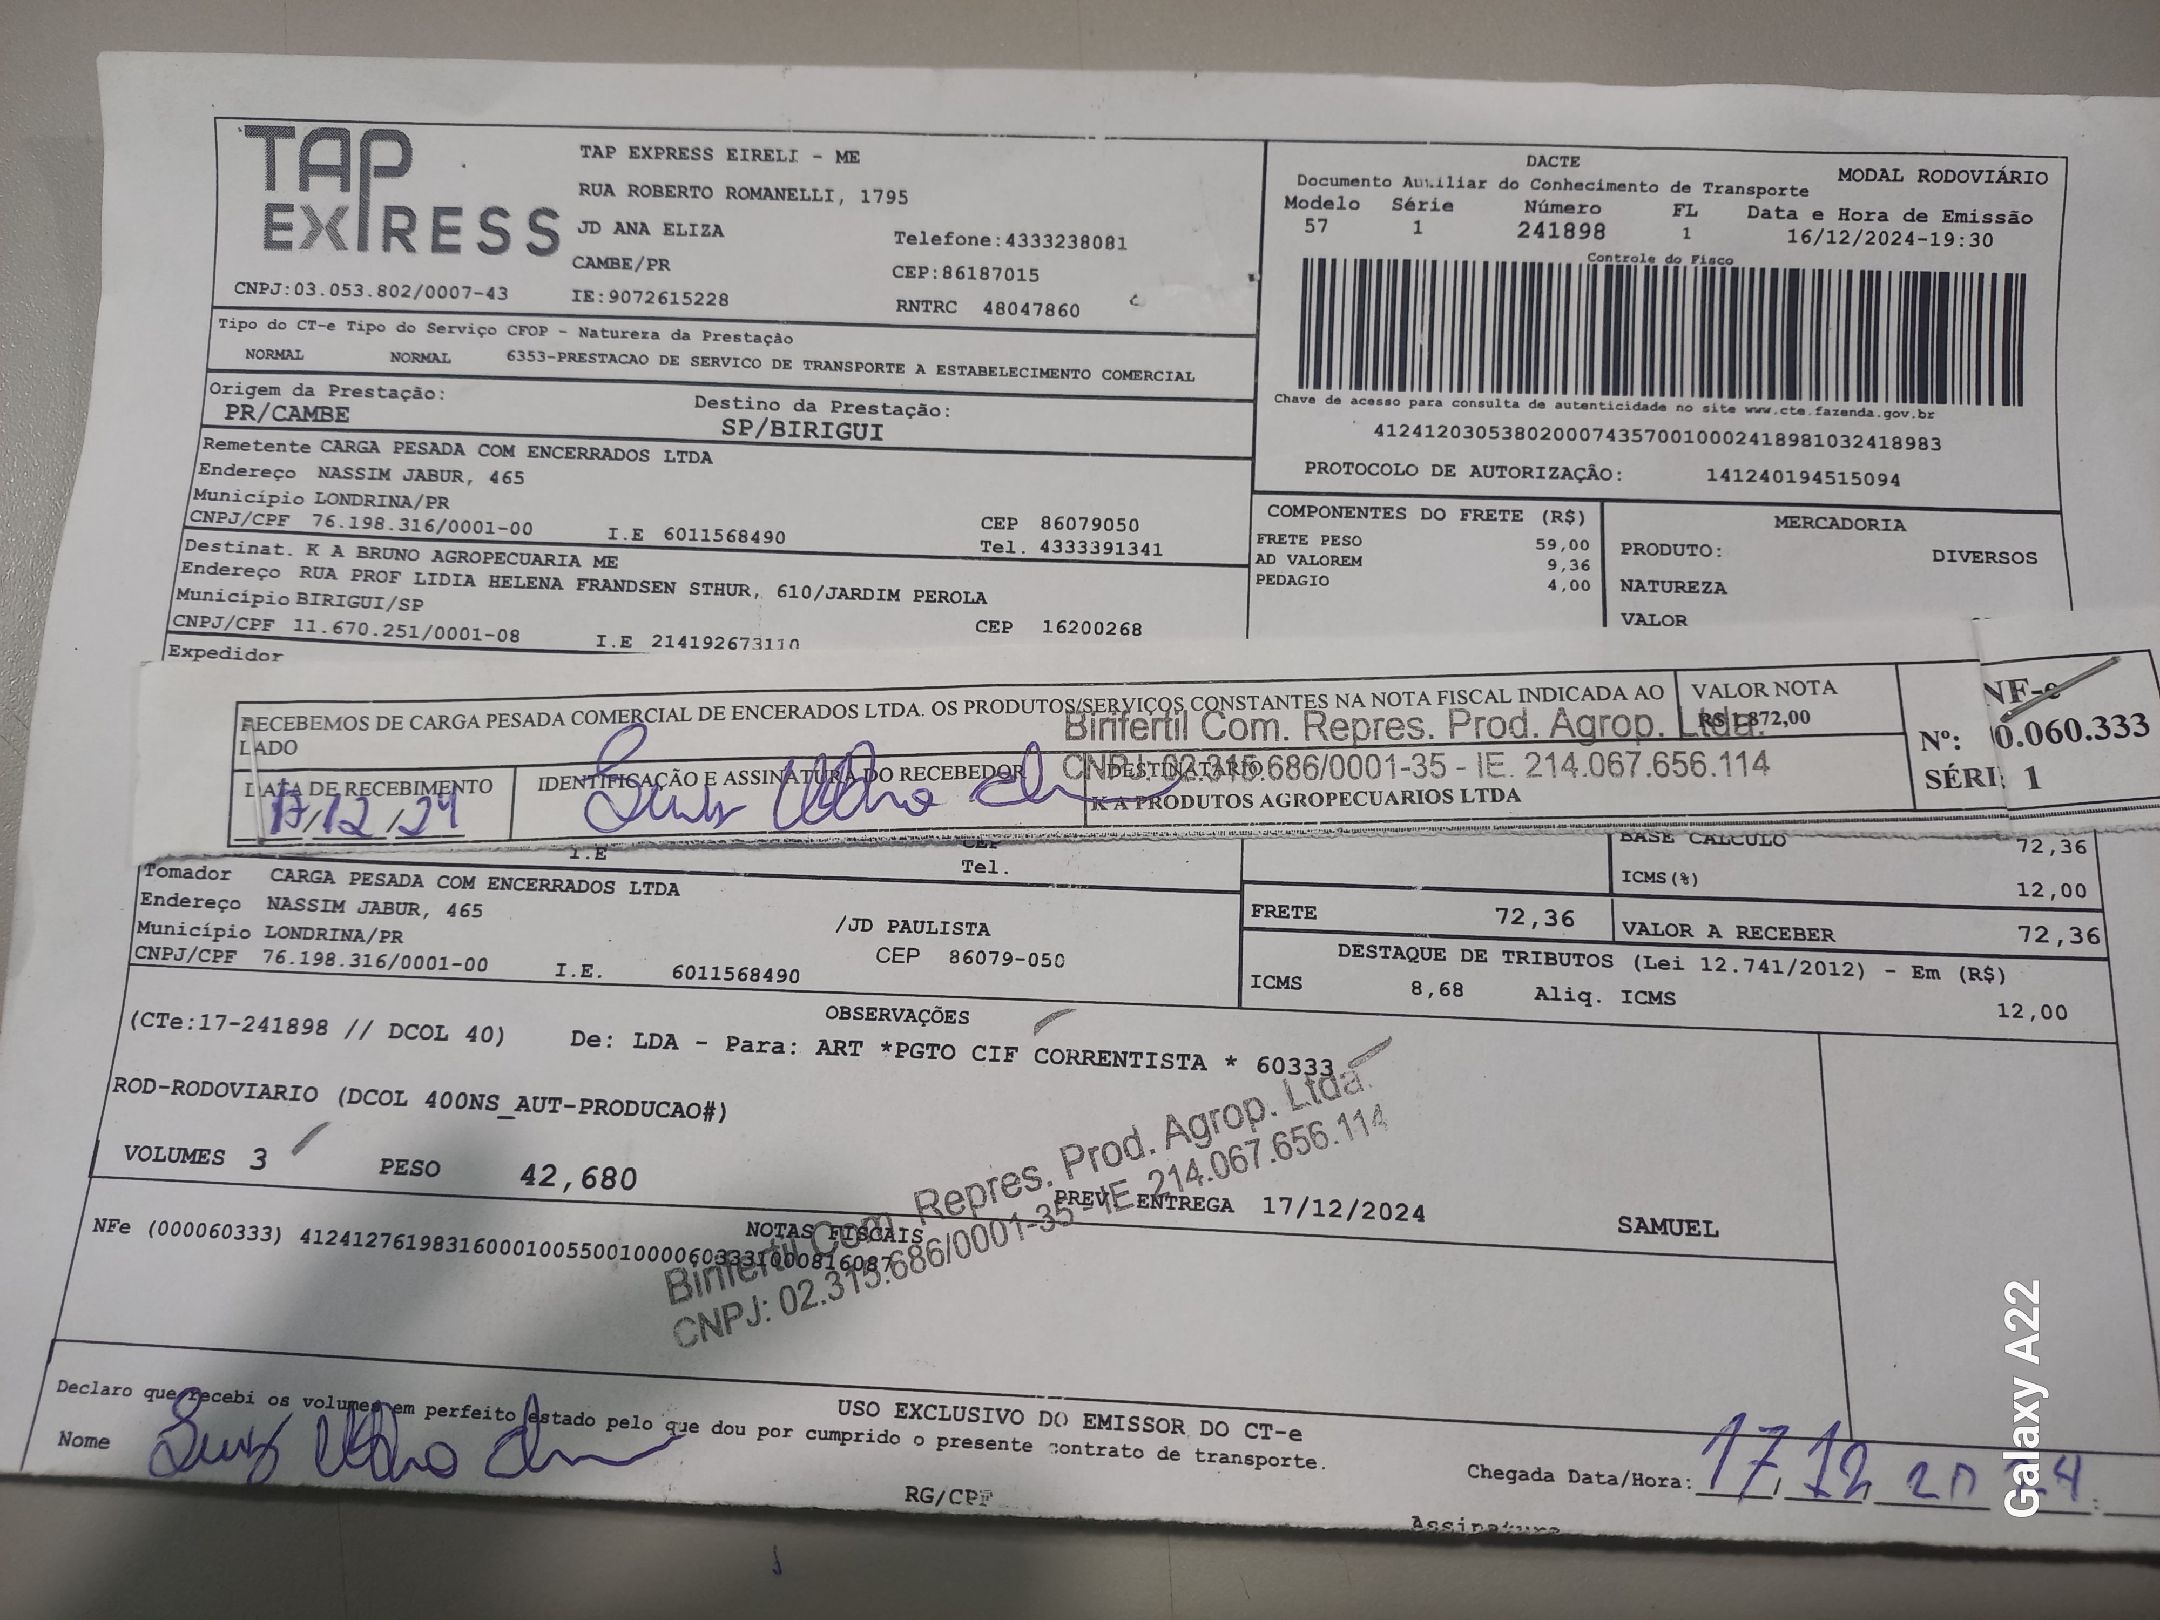 TAP
EXPRESS
TAP EXPRESS EIRELI - ME
RUA ROBERTO ROMANELLI, 1795
JD ANA ELIZA
Telefone:4333238081
CAMBE/PR
CEP:86187015
CNPJ:03.053.802/0007-43
IE:9072615228
RNTRC 48047860
DACTE
MODAL RODOVIÁRIO
Documento Auxiliar do Conhecimento de Transporte
Modelo Série Número FL Data e Hora de Emissão
57 1 241898 1 16/12/2024-19:30
Controle do Fisco
Chave de acesso para consulta de autenticidade no site www.cte.fazenda.gov.br
41241203053802000743570010002418981032418983
PROTOCOLO DE AUTORIZAÇÃO: 141240194515094
Tipo do CT-e Tipo do Serviço CFOP - Natureza da Prestação
NORMAL NORMAL 6353-PRESTACAO DE SERVICO DE TRANSPORTE A ESTABELECIMENTO COMERCIAL
Origem da Prestação: Destino da Prestação:
PR/CAMBE SP/BIRIGUI
Remetente CARGA PESADA COM ENCERRADOS LTDA
Endereço NASSIM JABUR, 465
Município LONDRINA/PR
CEP 86079050
CNPJ/CPF 76.198.316/0001-00 I.E 6011568490
Tel. 4333391341
Destinat. K A BRUNO AGROPECUARIA ME
Endereço RUA PROF LIDIA HELENA FRANDSEN STHUR, 610/JARDIM PEROLA
Município BIRIGUI/SP
CEP 16200268
CNPJ/CPF 11.670.251/0001-08 I.E 214192673110
Expedidor
COMPONENTES DO FRETE (R$)
FRETE PESO 59,00
AD VALOREM 9,36
PEDAGIO 4,00
MERCADORIA
PRODUTO: DIVERSOS
NATUREZA
VALOR
RECEBEMOS DE CARGA PESADA COMERCIAL DE ENCERADOS LTDA. OS PRODUTOS/SERVIÇOS CONSTANTES NA NOTA FISCAL INDICADA AO
LADO
VALOR NOTA
R$ 1.872,00
NF-e
Nº: 0.060.333
SÉRI 1
DATA DE RECEBIMENTO
17/12/24
IDENTIFICAÇÃO E ASSINATURA DO RECEBEDOR
DESTINATÁRIO
K A PRODUTOS AGROPECUARIOS LTDA
Binfertil Com. Repres. Prod. Agrop. Ltda.
CNPJ: 02.315.686/0001-35 - IE. 214.067.656.114
I.E
CEP
Tel.
BASE CALCULO 72,36
ICMS(%) 12,00
Tomador CARGA PESADA COM ENCERRADOS LTDA
Endereço NASSIM JABUR, 465
/JD PAULISTA
Município LONDRINA/PR
CEP 86079-050
CNPJ/CPF 76.198.316/0001-00 I.E. 6011568490
FRETE 72,36
VALOR A RECEBER 72,36
DESTAQUE DE TRIBUTOS (Lei 12.741/2012) - Em (R$)
ICMS 8,68 Aliq. ICMS 12,00
OBSERVAÇÕES
(CTe:17-241898 // DCOL 40) De: LDA - Para: ART *PGTO CIF CORRENTISTA * 60333
ROD-RODOVIARIO (DCOL 400NS_AUT-PRODUCAO#)
VOLUMES 3 PESO 42,680
PREV. ENTREGA 17/12/2024
SAMUEL
NOTAS FISCAIS
NFe (000060333) 41241276198316000100550010000603331000816087
Binfertil Com. Repres. Prod. Agrop. Ltda.
CNPJ: 02.315.686/0001-35 - IE. 214.067.656.114
USO EXCLUSIVO DO EMISSOR DO CT-e
Declaro que recebi os volumes em perfeito estado pelo que dou por cumprido o presente contrato de transporte.
Nome
RG/CPF
Chegada Data/Hora: 17 12 2024
Assinatura
Galaxy A22